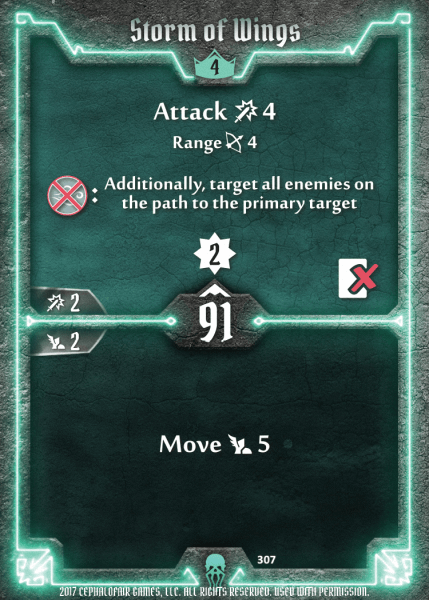 Storm of Wings
4
Attack 4
Range 4
: Additionally, target all enemies on
the path to the primary target
2
2
91
2
Move 5
307
2017 CEPHALOFAIR GAMES, LLC. ALL RIGHTS RESERVED. USED WITH PERMISSION.